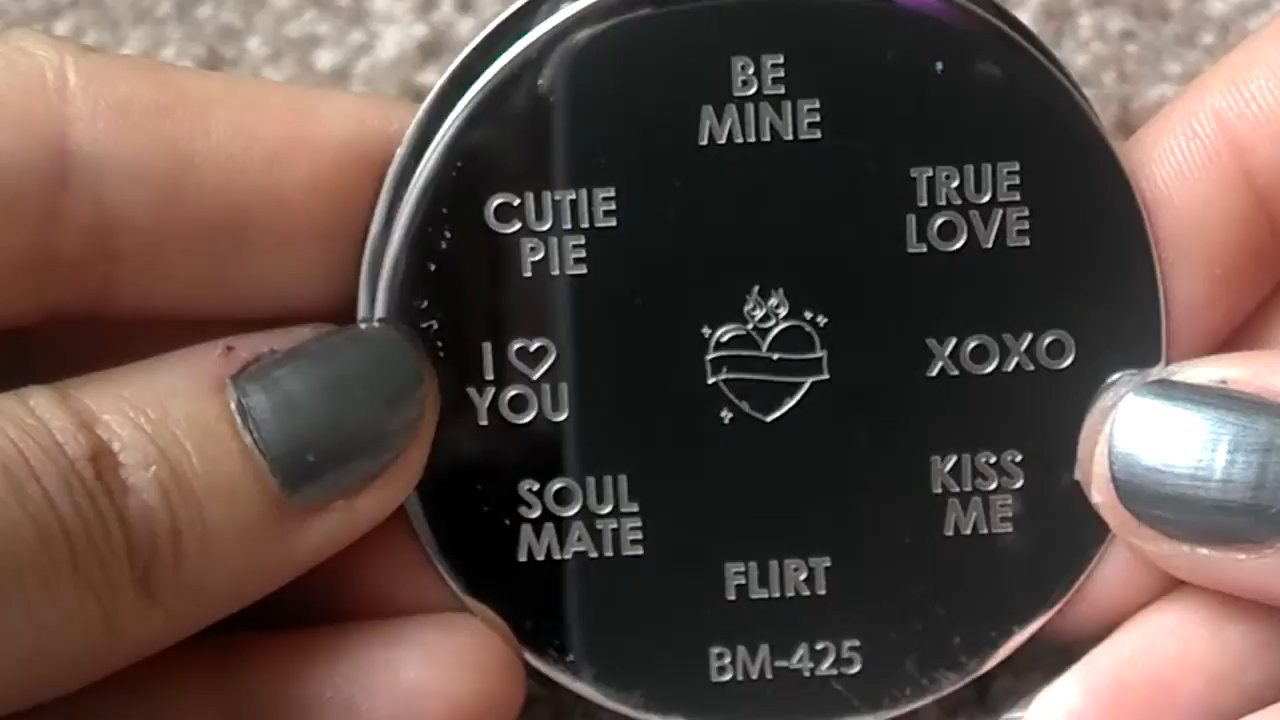 BE
MINE
CUTIE
PIE
TRUE
LOVE
I ♡
YOU
XOXO
SOUL
MATE
KISS
ME
FLIRT
BM-425